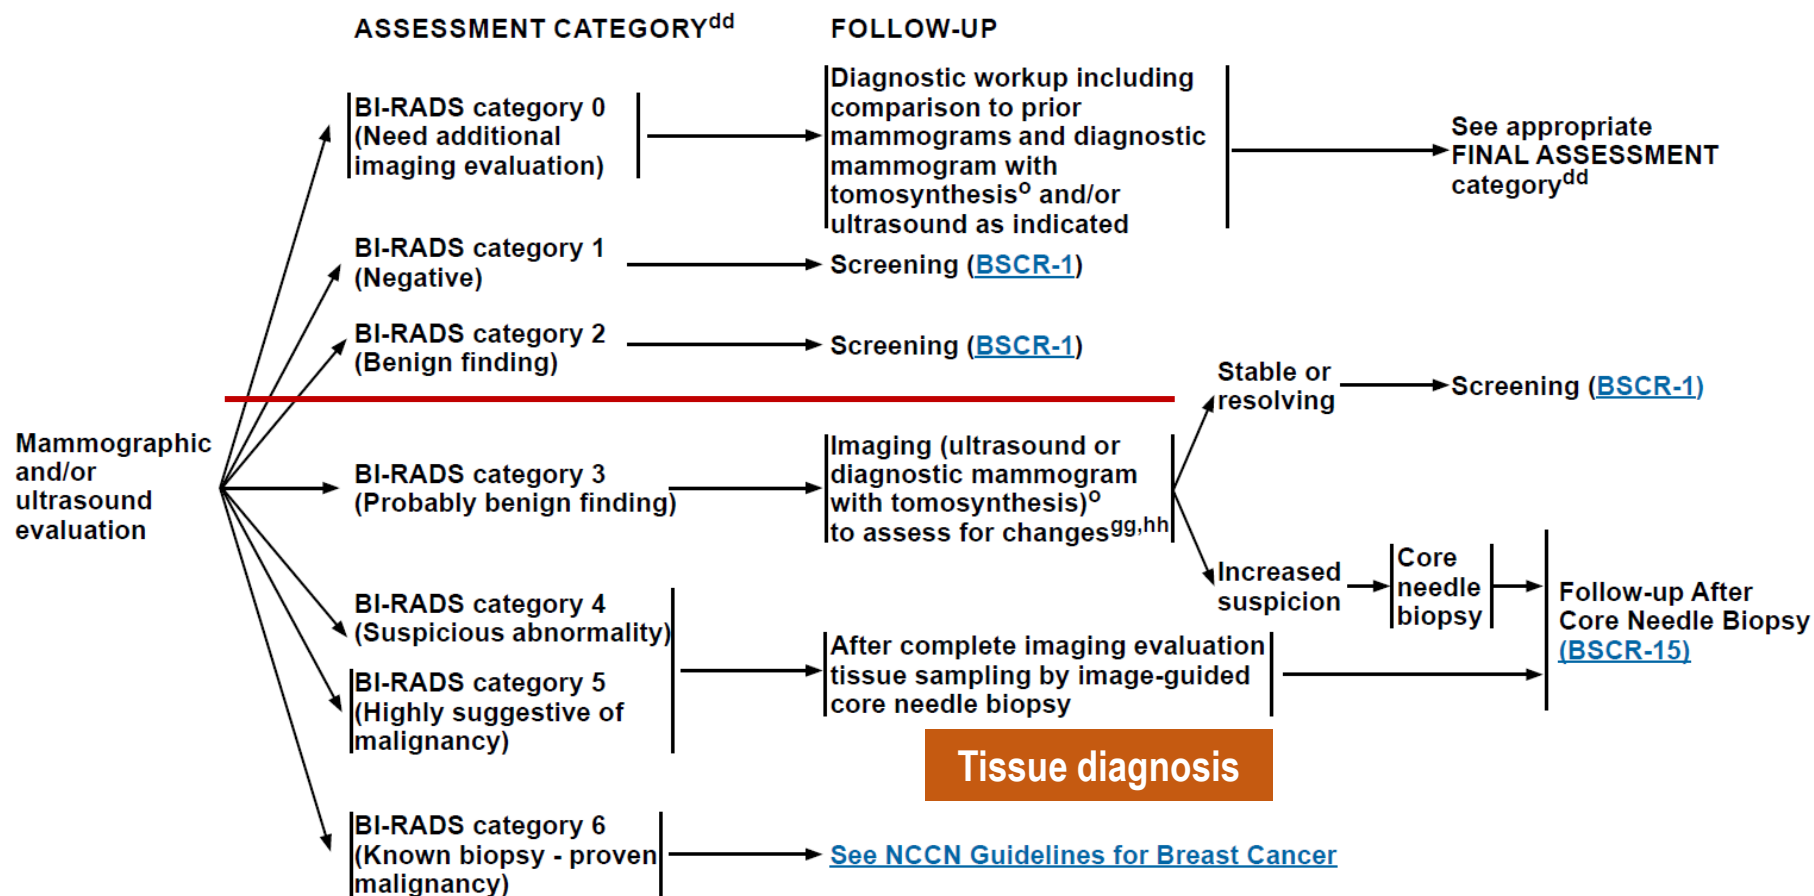 ASSESSMENT CATEGORYdd
FOLLOW-UP
BI-RADS category 0
(Need additional
imaging evaluation)
Diagnostic workup including
comparison to prior
mammograms and diagnostic
mammogram with
tomosynthesiso and/or
ultrasound as indicated
See appropriate
FINAL ASSESSMENT
categorydd
BI-RADS category 1
(Negative)
Screening (BSCR-1)
BI-RADS category 2
(Benign finding)
Screening (BSCR-1)
Mammographic
and/or
ultrasound
evaluation
BI-RADS category 3
(Probably benign finding)
Imaging (ultrasound or
diagnostic mammogram
with tomosynthesis)o
to assess for changesgg,hh
Stable or
resolving
Screening (BSCR-1)
Increased
suspicion
Core
needle
biopsy
Follow-up After
Core Needle Biopsy
(BSCR-15)
BI-RADS category 4
(Suspicious abnormality)
BI-RADS category 5
(Highly suggestive of
malignancy)
After complete imaging evaluation
tissue sampling by image-guided
core needle biopsy
Tissue diagnosis
BI-RADS category 6
(Known biopsy - proven
malignancy)
See NCCN Guidelines for Breast Cancer